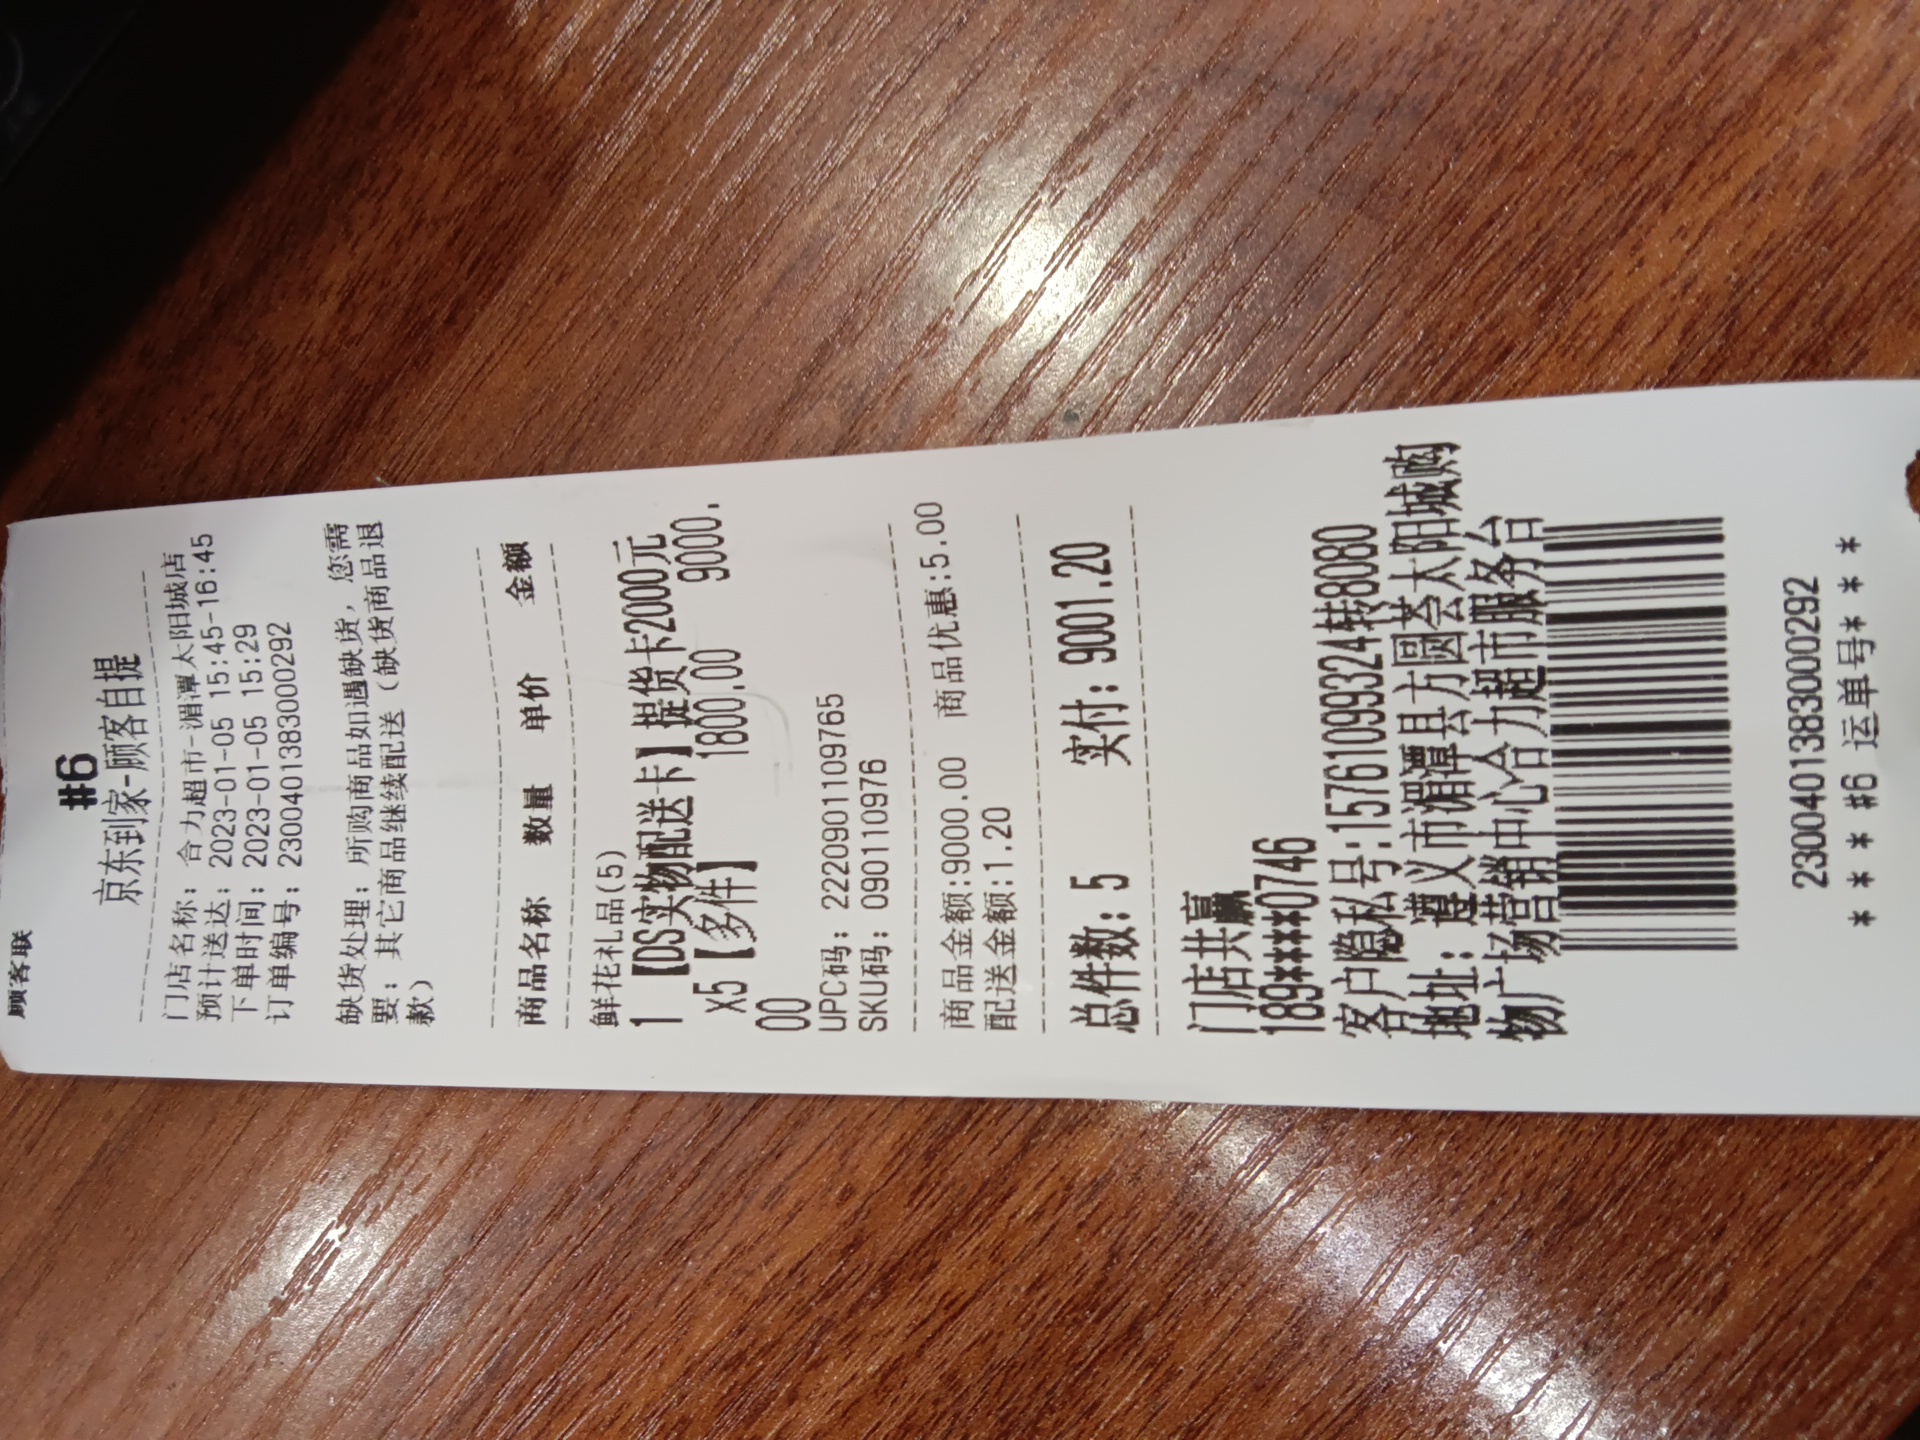 顾客联
#6
京东到家-顾客自提
门店名称: 合力超市-湄潭太阳城店
预计送达: 2023-01-05 15:45-16:45
下单时间: 2023-01-05 15:29
订单编号: 2300401383000292
缺货处理: 所购商品如遇缺货, 您需
要: 其它商品继续配送 (缺货商品退
款)
商品名称 数量 单价 金额
鲜花礼品(5)
1 【DS实物配送卡】提货卡2000元
x5【多件】 1800.00 9000.
00
UPC码: 2220901109765
SKU码: 090110976
商品金额:9000.00 商品优惠:5.00
配送金额:1.20
总件数: 5 实付: 9001.20
门店共赢
189****0746
客户隐私号:15761099324转8080
地址: 遵义市湄潭县方圆荟太阳城购
物广场营销中心合力超市服务台
2300401383000292
* * * #6 运单号* * *